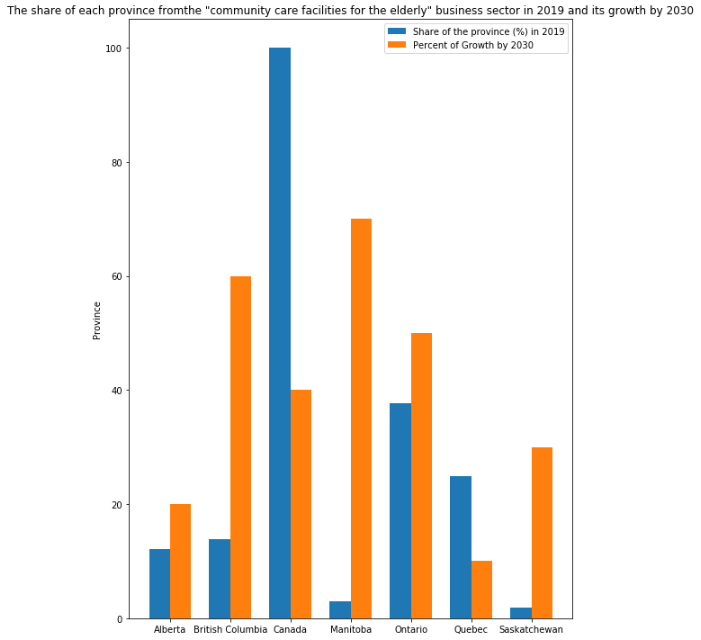 The share of each province fromthe "community care facilities for the elderly" business sector in 2019 and its growth by 2030
Share of the province (%) in 2019
Percent of Growth by 2030
100
80
60
40
20
0
Province
Alberta British Columbia Canada Manitoba Ontario Quebec Saskatchewan